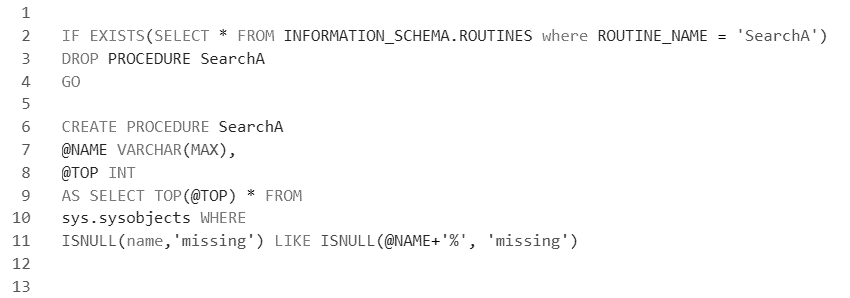 1
2 IF EXISTS(SELECT * FROM INFORMATION_SCHEMA.ROUTINES where ROUTINE_NAME = 'SearchA')
3 DROP PROCEDURE SearchA
4 GO
5
6 CREATE PROCEDURE SearchA
7 @NAME VARCHAR(MAX),
8 @TOP INT
9 AS SELECT TOP(@TOP) * FROM
10 sys.sysobjects WHERE
11 ISNULL(name,'missing') LIKE ISNULL(@NAME+'%', 'missing')
12
13